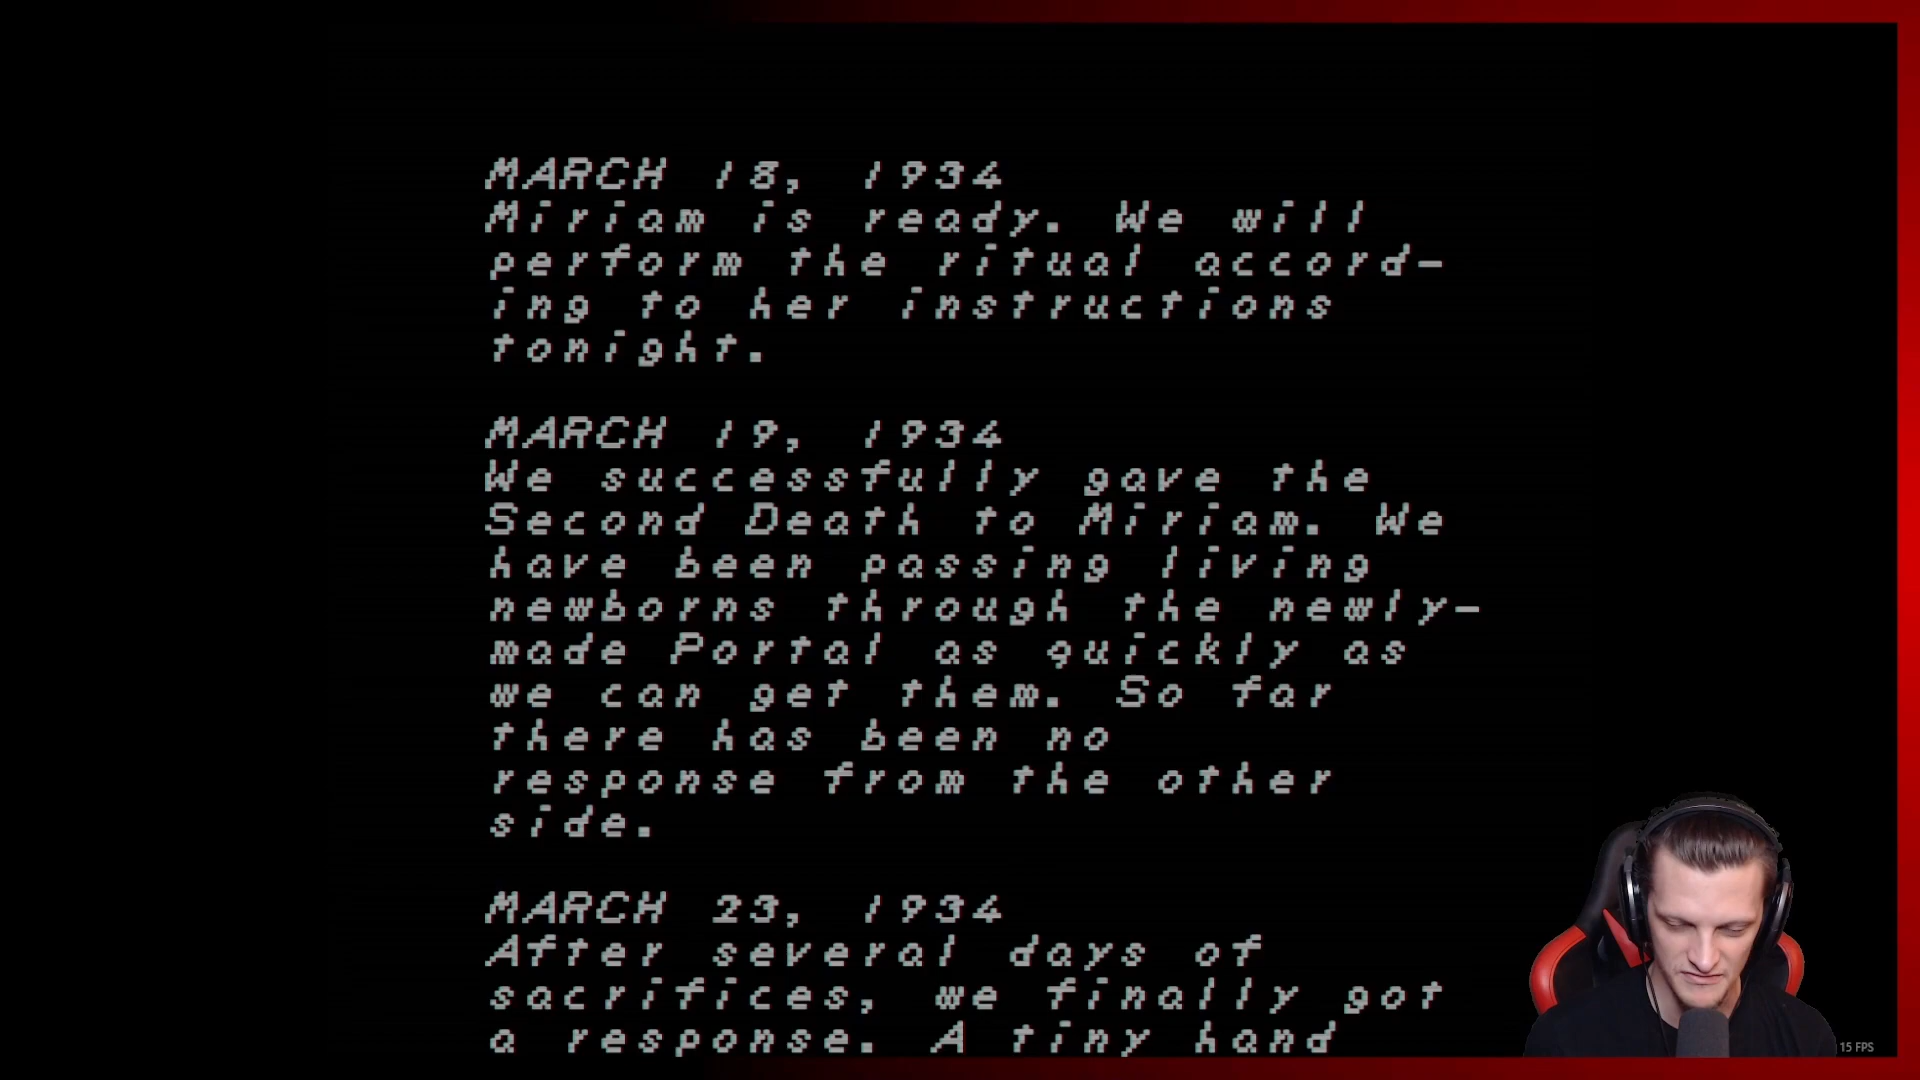 MARCH 18, 1934
Miriam is ready. We will
perform the ritual accord-
ing to her instructions
tonight.
MARCH 19, 1934
We successfully gave the
Second Death to Miriam. We
have been passing living
newborns through the newly-
made Portal as quickly as
we can get them. So far
there has been no
response from the other
side.
MARCH 23, 1934
After several days of
sacrifices, we finally got
a response. A tiny hand
15 FPS